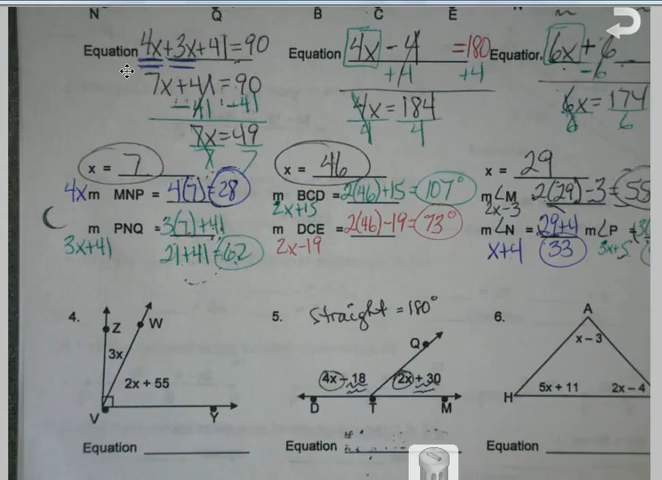 N Q B C E
Equation 4x+3x+41=90
Equation 4x-4 =180
Equation 6x+6
7x+41=90
+4 +4
-6
-41 -41
4x=184
6x=174
4 4
6 6
7x=49
7 7
x = 7
x = 46
x = 29
4x m MNP = 4(7)=28
m BCD = 2(46)+15=107°
m∠M 2(29)-3=55
2x+15
2x-3
m PNQ = 3(7)+41
m DCE = 2(46)-19=73°
m∠N = 29+4 m∠P =
3x+41 21+41=62
2x-19
x+4 33 3x+5
4.
5. straight = 180°
6.
Z W
3x
2x + 55
V Y
Q
4x - 18 2x + 30
D T M
A
x - 3
H 5x + 11 2x - 4
Equation
Equation
Equation